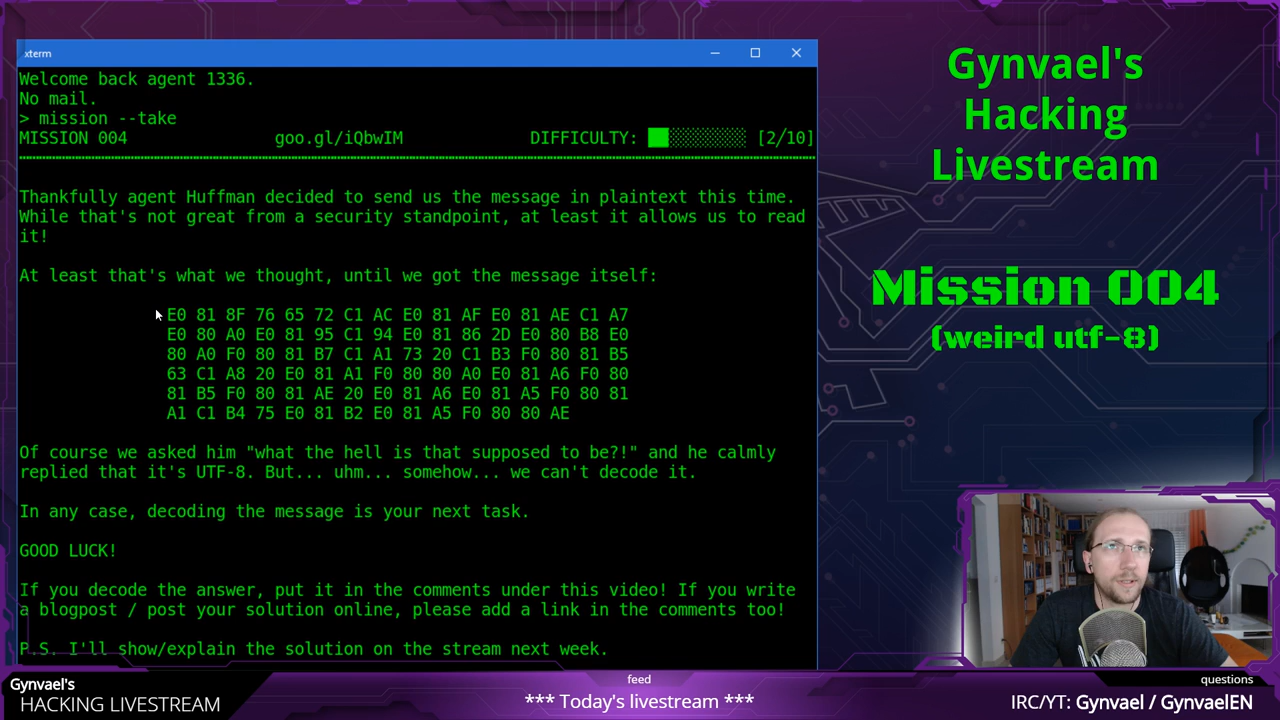 xterm
Welcome back agent 1336.
No mail.
> mission --take
MISSION 004 goo.gl/iQbwIM DIFFICULTY: [2/10]
Thankfully agent Huffman decided to send us the message in plaintext this time.
While that's not great from a security standpoint, at least it allows us to read
it!
At least that's what we thought, until we got the message itself:
E0 81 8F 76 65 72 C1 AC E0 81 AF E0 81 AE C1 A7
E0 80 A0 E0 81 95 C1 94 E0 81 86 2D E0 80 B8 E0
80 A0 F0 80 81 B7 C1 A1 73 20 C1 B3 F0 80 81 B5
63 C1 A8 20 E0 81 A1 F0 80 80 A0 E0 81 A6 F0 80
81 B5 F0 80 81 AE 20 E0 81 A6 E0 81 A5 F0 80 81
A1 C1 B4 75 E0 81 B2 E0 81 A5 F0 80 80 AE
Of course we asked him "what the hell is that supposed to be?!" and he calmly
replied that it's UTF-8. But... uhm... somehow... we can't decode it.
In any case, decoding the message is your next task.
GOOD LUCK!
If you decode the answer, put it in the comments under this video! If you write
a blogpost / post your solution online, please add a link in the comments too!
P.S. I'll show/explain the solution on the stream next week.
Gynvael's
Hacking
Livestream
Mission 004
(weird utf-8)
Gynvael's
HACKING LIVESTREAM
feed
*** Today's livestream ***
questions
IRC/YT: Gynvael / GynvaelEN